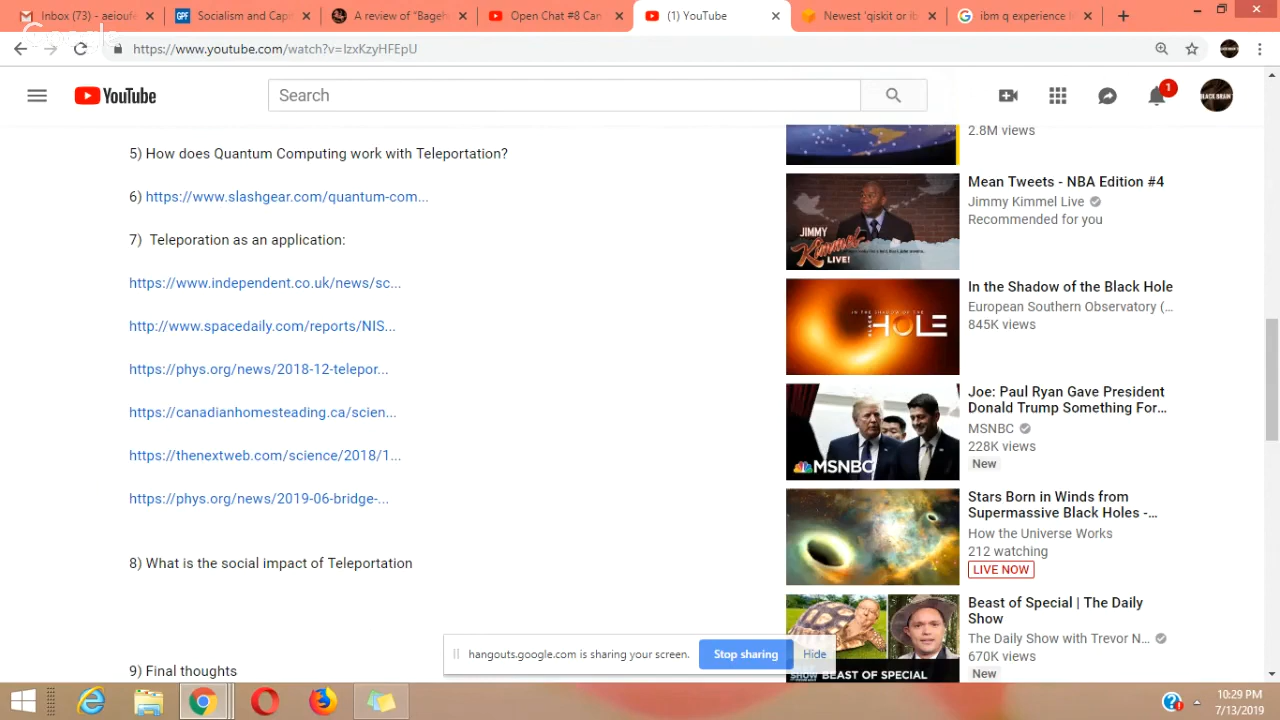 Inbox (73) - aeiouf
Socialism and Capi
A review of "Bageh
Open Chat #8 Can
(1) YouTube
Newest 'qiskit or ib
ibm q experience l
https://www.youtube.com/watch?v=IzxKzyHFEpU
YouTube
Search
1
BLACK BRAIN
5) How does Quantum Computing work with Teleportation?
6) https://www.slashgear.com/quantum-com...
7) Teleporation as an application:
https://www.independent.co.uk/news/sc...
http://www.spacedaily.com/reports/NIS...
https://phys.org/news/2018-12-telepor...
https://canadianhomesteading.ca/scien...
https://thenextweb.com/science/2018/1...
https://phys.org/news/2019-06-bridge-...
8) What is the social impact of Teleportation
9) Final thoughts
2.8M views
JIMMY
Kimmel
LIVE!
Mean Tweets - NBA Edition #4
Jimmy Kimmel Live
Recommended for you
IN THE SHADOW OF THE
BLACK
HOLE
In the Shadow of the Black Hole
European Southern Observatory (...
845K views
MSNBC
Joe: Paul Ryan Gave President
Donald Trump Something For...
MSNBC
228K views
New
Stars Born in Winds from
Supermassive Black Holes -...
How the Universe Works
212 watching
LIVE NOW
SHOW
BEAST OF SPECIAL
Beast of Special | The Daily
Show
The Daily Show with Trevor N...
670K views
New
hangouts.google.com is sharing your screen.
Stop sharing
Hide
10:29 PM
7/13/2019